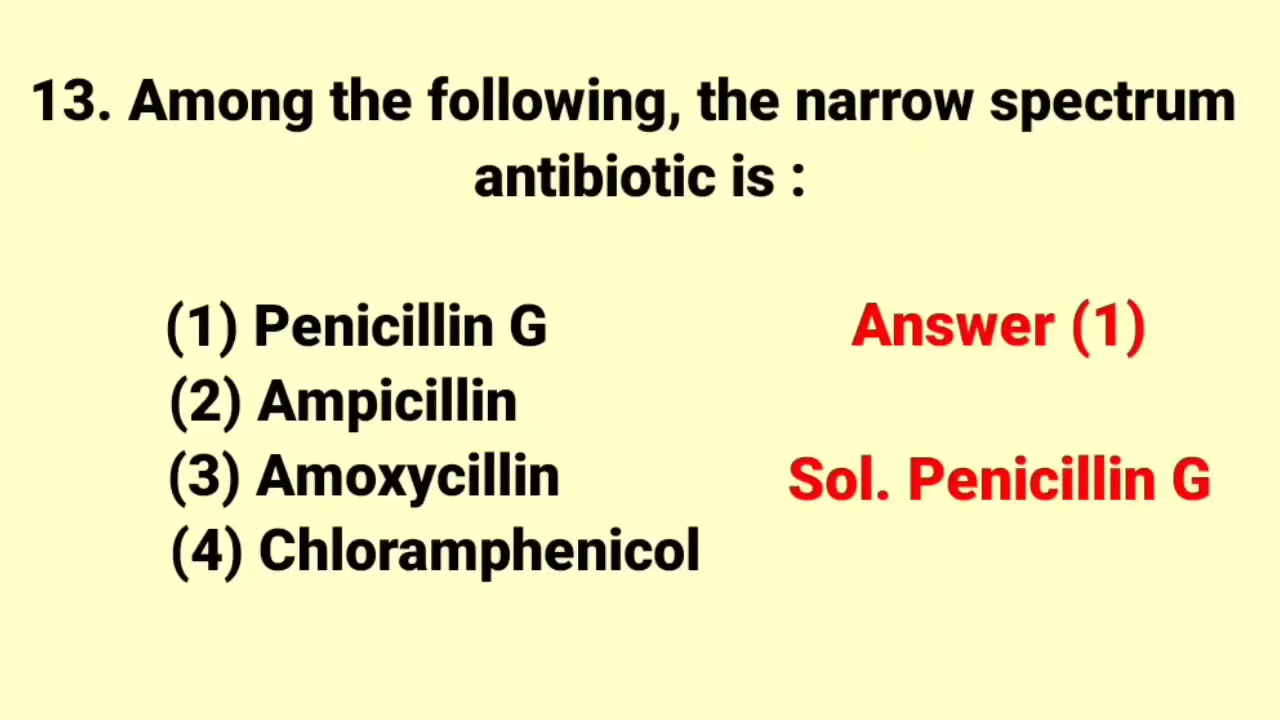 13. Among the following, the narrow spectrum
antibiotic is :
(1) Penicillin G
(2) Ampicillin
(3) Amoxycillin
(4) Chloramphenicol
Answer (1)
Sol. Penicillin G